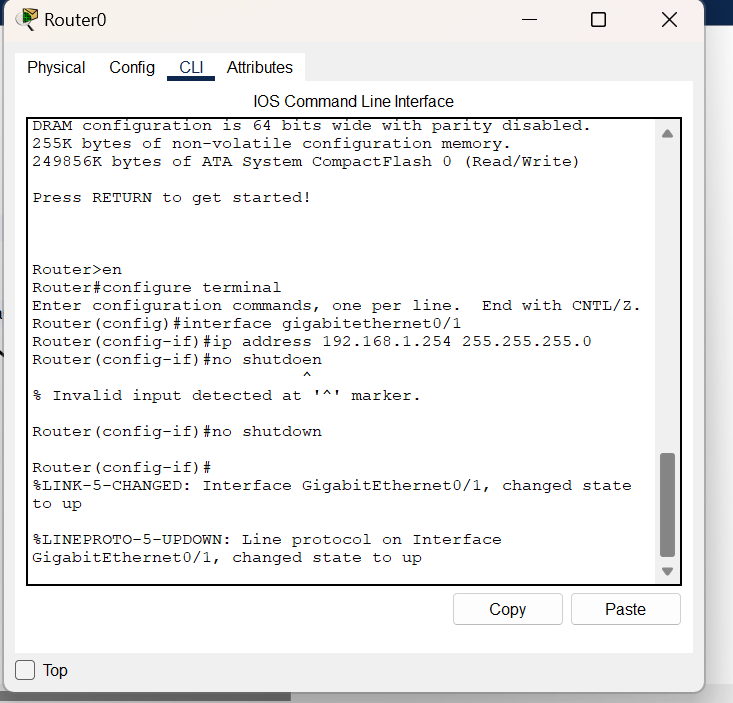 Router0
Physical Config CLI Attributes
IOS Command Line Interface
DRAM configuration is 64 bits wide with parity disabled.
255K bytes of non-volatile configuration memory.
249856K bytes of ATA System CompactFlash 0 (Read/Write)
Press RETURN to get started!
Router>en
Router#configure terminal
Enter configuration commands, one per line.  End with CNTL/Z.
Router(config)#interface gigabitethernet0/1
Router(config-if)#ip address 192.168.1.254 255.255.255.0
Router(config-if)#no shutdoen
^
% Invalid input detected at '^' marker.
Router(config-if)#no shutdown
Router(config-if)#
%LINK-5-CHANGED: Interface GigabitEthernet0/1, changed state
to up
%LINEPROTO-5-UPDOWN: Line protocol on Interface
GigabitEthernet0/1, changed state to up
Copy Paste
Top